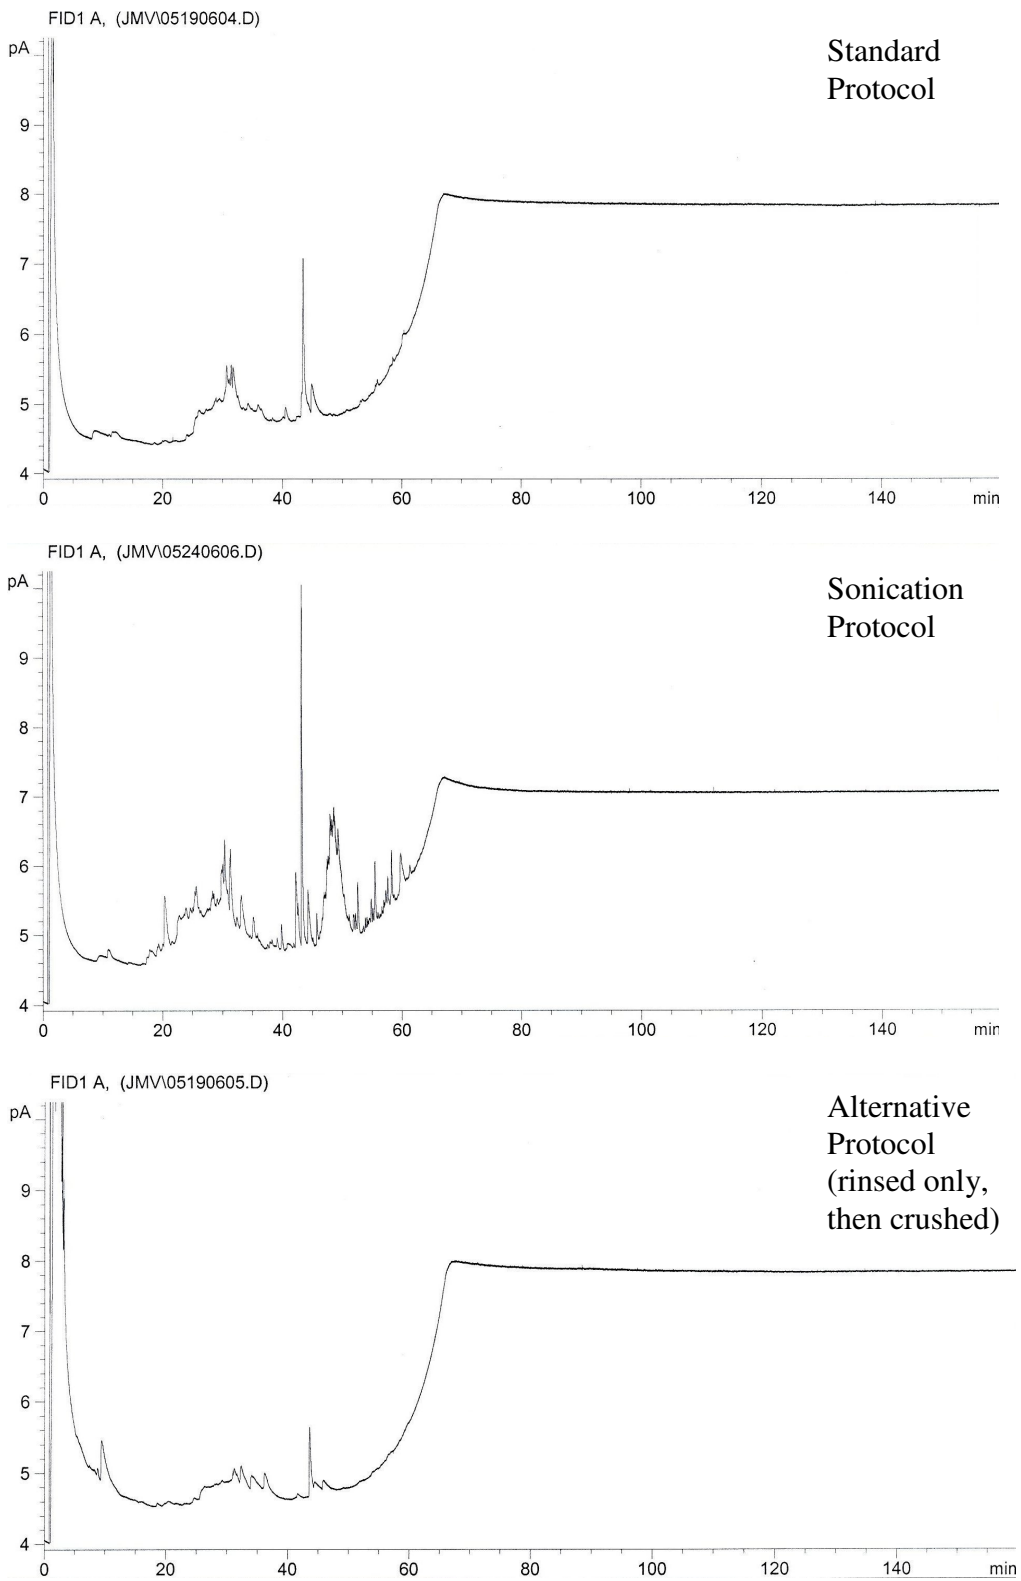 FID1 A, (JMV\05190604.D)
pA
Standard
Protocol
9
8
7
6
5
4
0 20 40 60 80 100 120 140 min
FID1 A, (JMV\05240606.D)
pA
Sonication
Protocol
9
8
7
6
5
4
0 20 40 60 80 100 120 140 min
FID1 A, (JMV\05190605.D)
pA
Alternative
Protocol
(rinsed only,
then crushed)
9
8
7
6
5
4
0 20 40 60 80 100 120 140 min